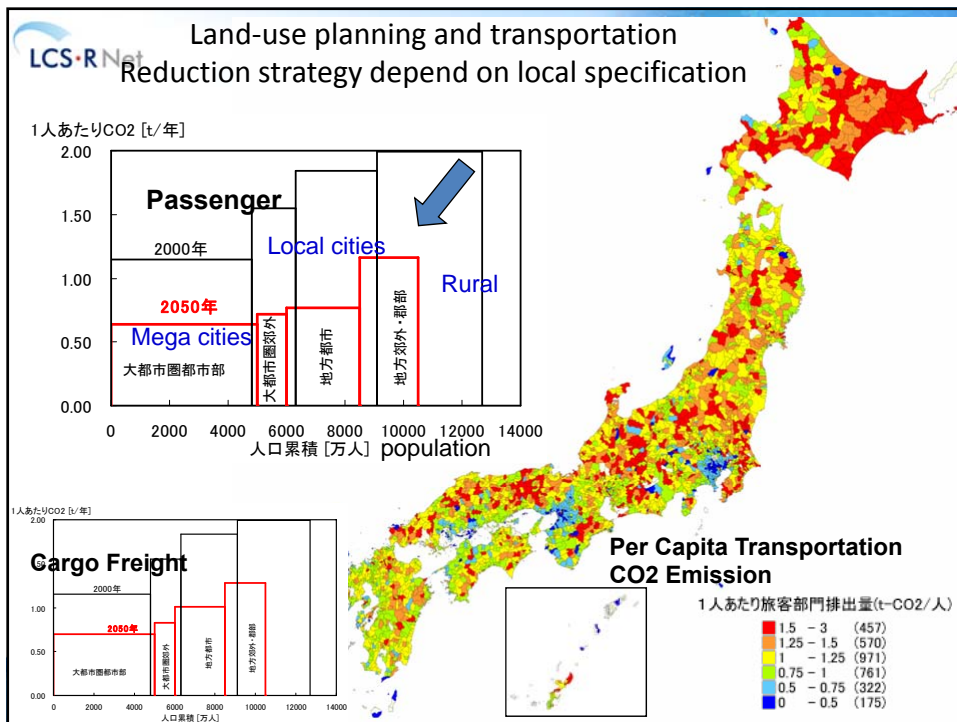 LCS-R Net
Land-use planning and transportation
Reduction strategy depend on local specification
1人あたりCO2 [t/年]
2.00
1.50
1.00
0.50
0.00
Passenger
2000年
Local cities
Rural
2050年
Mega cities
大都市圏都市部
大都市圏郊外
地方都市
地方郊外・郡部
0 2000 4000 6000 8000 10000 12000 14000
人口累積 [万人] population
1人あたりCO2 [t/年]
2.00
1.00
0.50
0.00
Cargo Freight
2000年
2050年
大都市圏都市部
大都市圏郊外
地方都市
地方郊外・郡部
0 2000 4000 6000 8000 10000 12000 14000
人口累積 [万人]
Per Capita Transportation
CO2 Emission
1人あたり旅客部門排出量(t-CO2/人)
1.5 - 3 (457)
1.25 - 1.5 (570)
1 - 1.25 (971)
0.75 - 1 (761)
0.5 - 0.75 (322)
0 - 0.5 (175)